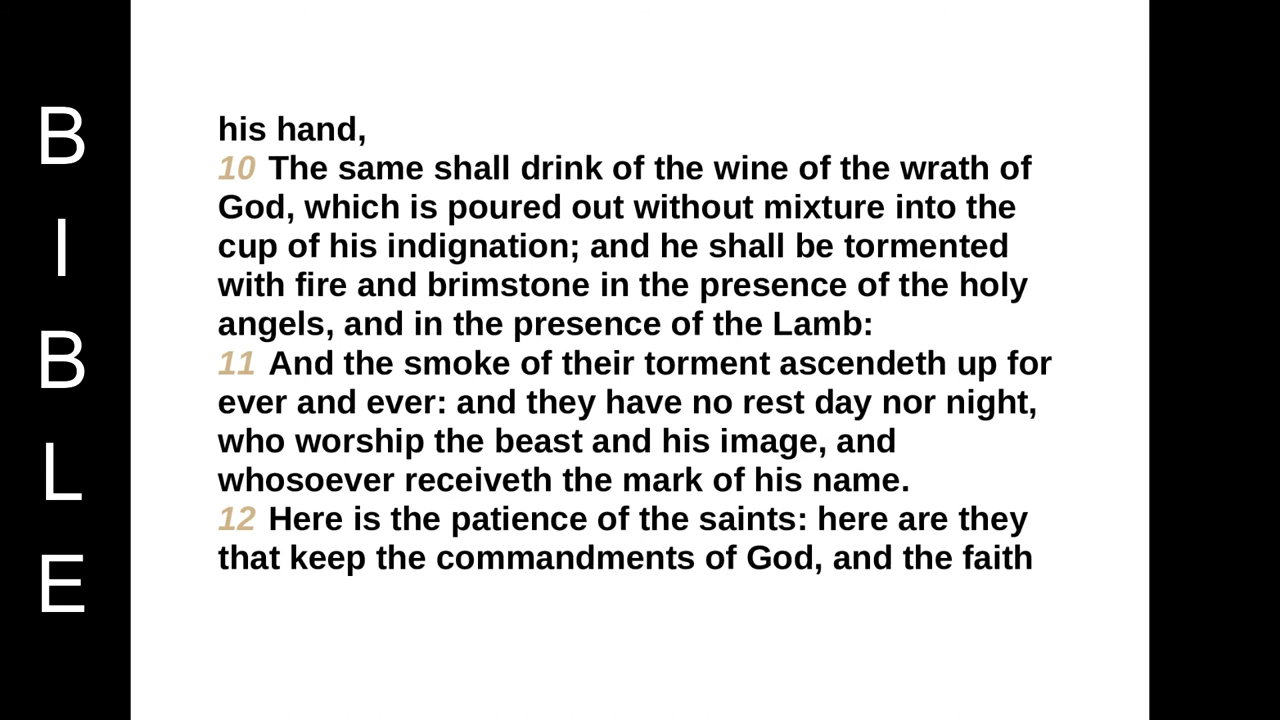 BIBLE
his hand,
10 The same shall drink of the wine of the wrath of
God, which is poured out without mixture into the
cup of his indignation; and he shall be tormented
with fire and brimstone in the presence of the holy
angels, and in the presence of the Lamb:
11 And the smoke of their torment ascendeth up for
ever and ever: and they have no rest day nor night,
who worship the beast and his image, and
whosoever receiveth the mark of his name.
12 Here is the patience of the saints: here are they
that keep the commandments of God, and the faith